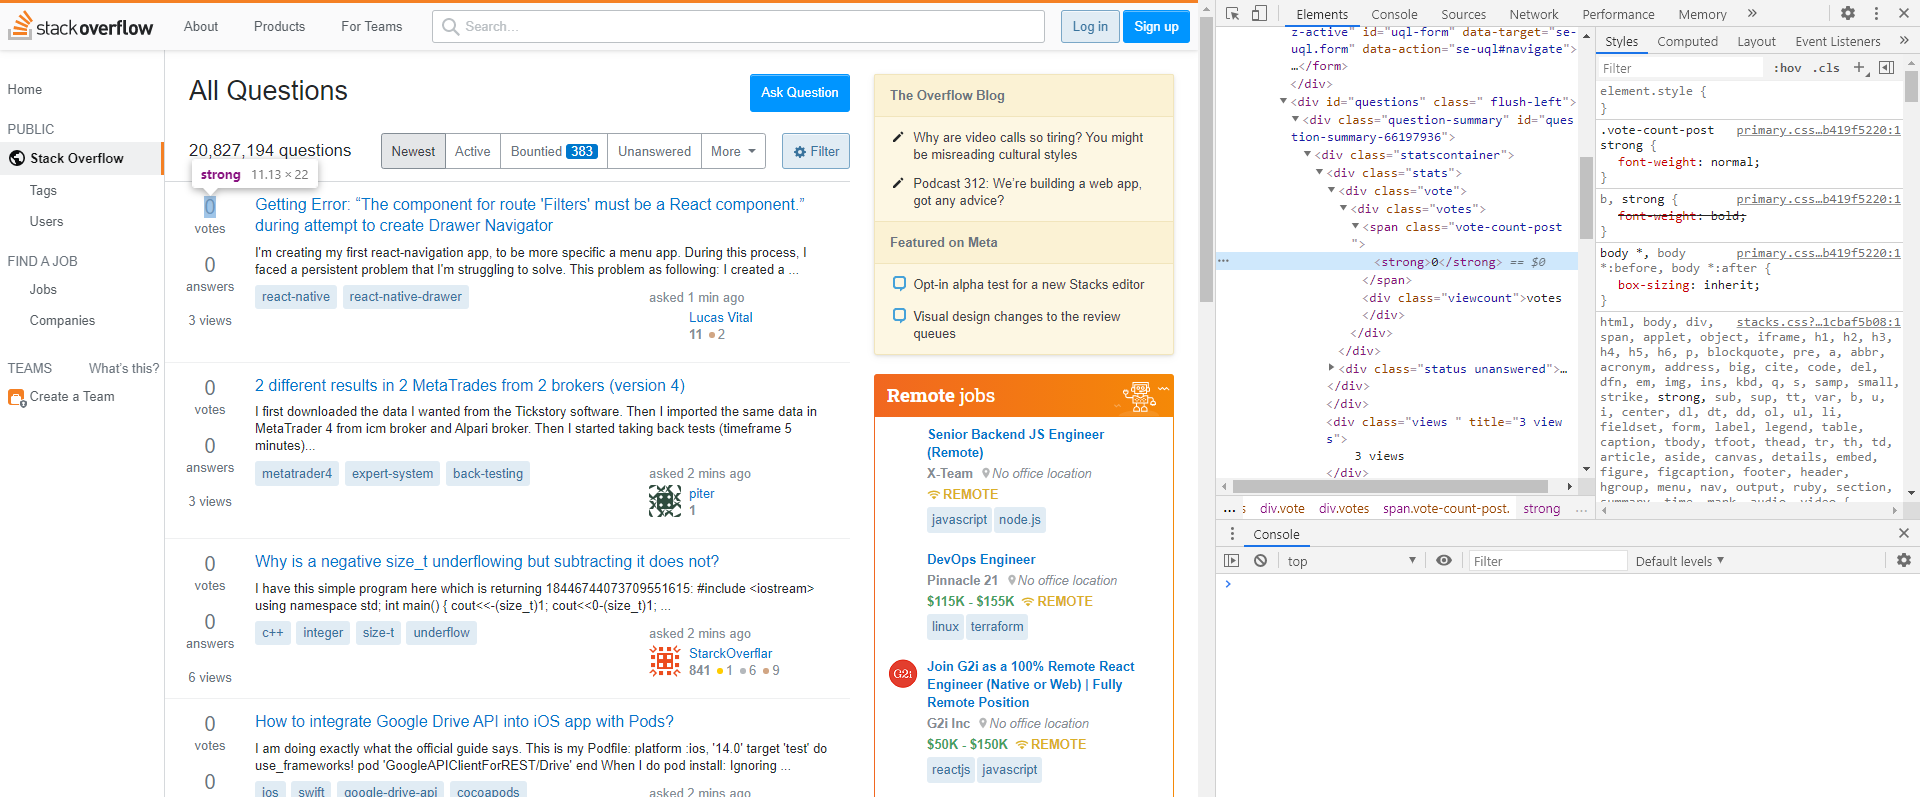 stackoverflow
About
Products
For Teams
Search...
Log in
Sign up
Home
PUBLIC
Stack Overflow
Tags
Users
FIND A JOB
Jobs
Companies
TEAMS
What's this?
Create a Team
All Questions
Ask Question
20,827,194 questions
Newest
Active
Bountied 383
Unanswered
More
Filter
strong 11.13 × 22
0
votes
0
answers
3 views
Getting Error: “The component for route 'Filters' must be a React component.”
during attempt to create Drawer Navigator
I'm creating my first react-navigation app, to be more specific a menu app. During this process, I
faced a persistent problem that I'm struggling to solve. This problem as following: I created a ...
react-native
react-native-drawer
asked 1 min ago
Lucas Vital
11 2
0
votes
0
answers
3 views
2 different results in 2 MetaTrades from 2 brokers (version 4)
I first downloaded the data I wanted from the Tickstory software. Then I imported the same data in
MetaTrader 4 from icm broker and Alpari broker. Then I started taking back tests (timeframe 5
minutes)...
metatrader4
expert-system
back-testing
asked 2 mins ago
piter
1
0
votes
0
answers
6 views
Why is a negative size_t underflowing but subtracting it does not?
I have this simple program here which is returning 18446744073709551615: #include <iostream>
using namespace std; int main() { cout<<-(size_t)1; cout<<0-(size_t)1; ...
c++
integer
size-t
underflow
asked 2 mins ago
StarckOverflar
841 1 6 9
0
votes
0
How to integrate Google Drive API into iOS app with Pods?
I am doing exactly what the official guide says. This is my Podfile: platform :ios, '14.0' target 'test' do
use_frameworks! pod 'GoogleAPIClientForREST/Drive' end When I do pod install: Ignoring ...
ios
swift
google-drive-api
cocoapods
asked 2 mins ago
The Overflow Blog
Why are video calls so tiring? You might
be misreading cultural styles
Podcast 312: We're building a web app,
got any advice?
Featured on Meta
Opt-in alpha test for a new Stacks editor
Visual design changes to the review
queues
Remote jobs
Senior Backend JS Engineer
(Remote)
X-Team No office location
REMOTE
javascript
node.js
DevOps Engineer
Pinnacle 21 No office location
$115K - $155K REMOTE
linux
terraform
G2i
Join G2i as a 100% Remote React
Engineer (Native or Web) | Fully
Remote Position
G2i Inc No office location
$50K - $150K REMOTE
reactjs
javascript
Elements
Console
Sources
Network
Performance
Memory
»
z-active" id="uql-form" data-target="se-
uql.form" data-action="se-uql#navigate">
…</form>
</div>
<div id="questions" class=" flush-left">
<div class="question-summary" id="ques
tion-summary-66197936">
<div class="statscontainer">
<div class="stats">
<div class="vote">
<div class="votes">
<span class="vote-count-post
">
<strong>0</strong> == $0
</span>
<div class="viewcount">votes
</div>
</div>
</div>
<div class="status unanswered">…
</div>
</div>
<div class="views " title="3 view
s">
3 views
</div>
... s div.vote div.votes span.vote-count-post. strong ...
Styles
Computed
Layout
Event Listeners
»
Filter
:hov .cls +
element.style {
}
.vote-count-post primary.css…b419f5220:1
strong {
font-weight: normal;
}
b, strong { primary.css…b419f5220:1
font-weight: bold;
}
body *, body primary.css…b419f5220:1
*:before, body *:after {
box-sizing: inherit;
}
html, body, div, stacks.css?…1cbaf5b08:1
span, applet, object, iframe, h1, h2, h3,
h4, h5, h6, p, blockquote, pre, a, abbr,
acronym, address, big, cite, code, del,
dfn, em, img, ins, kbd, q, s, samp, small,
strike, strong, sub, sup, tt, var, b, u,
i, center, dl, dt, dd, ol, ul, li,
fieldset, form, label, legend, table,
caption, tbody, tfoot, thead, tr, th, td,
article, aside, canvas, details, embed,
figure, figcaption, footer, header,
hgroup, menu, nav, output, ruby, section,
summary, time, mark, audio, video {
Console
top
Filter
Default levels